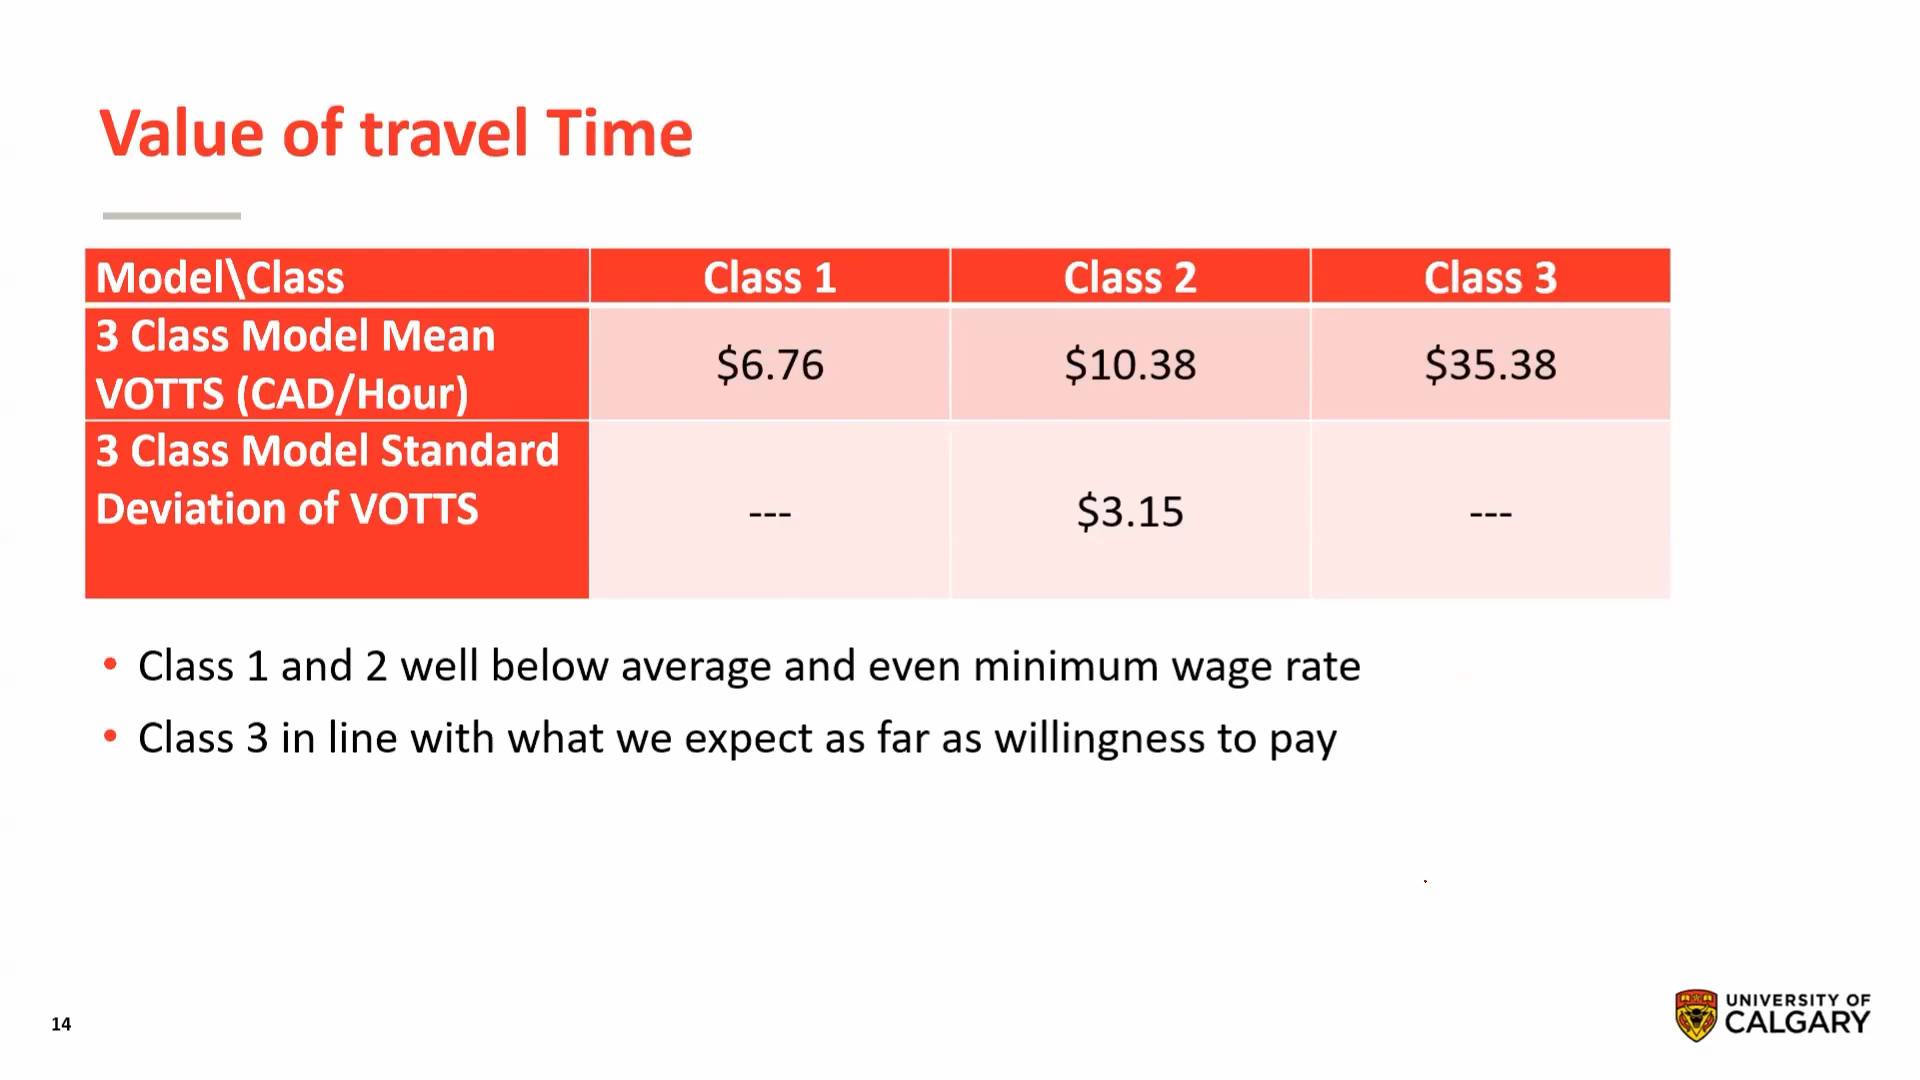 Value of travel Time
Model\Class Class 1 Class 2 Class 3
3 Class Model Mean
VOTTS (CAD/Hour)
$6.76 $10.38 $35.38
3 Class Model Standard
Deviation of VOTTS
--- $3.15 ---
• Class 1 and 2 well below average and even minimum wage rate
• Class 3 in line with what we expect as far as willingness to pay
14
UNIVERSITY OF
CALGARY